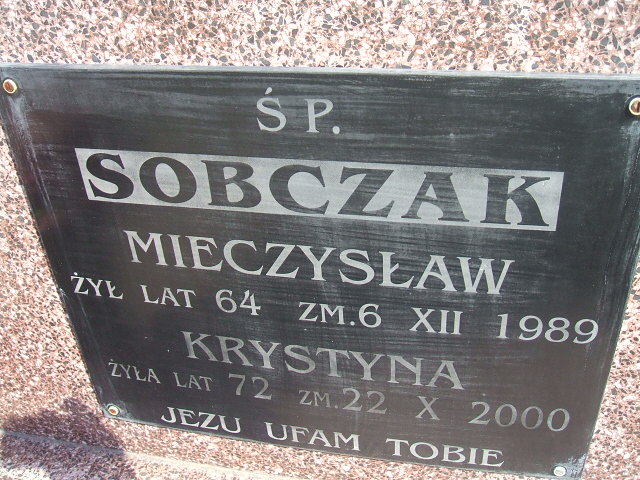 Ś P.
SOBCZAK
MIECZYSŁAW
ŻYŁ LAT 64 ZM.6 XII 1989
KRYSTYNA
ŻYŁA LAT 72 ZM.22 X 2000
JEZU UFAM TOBIE